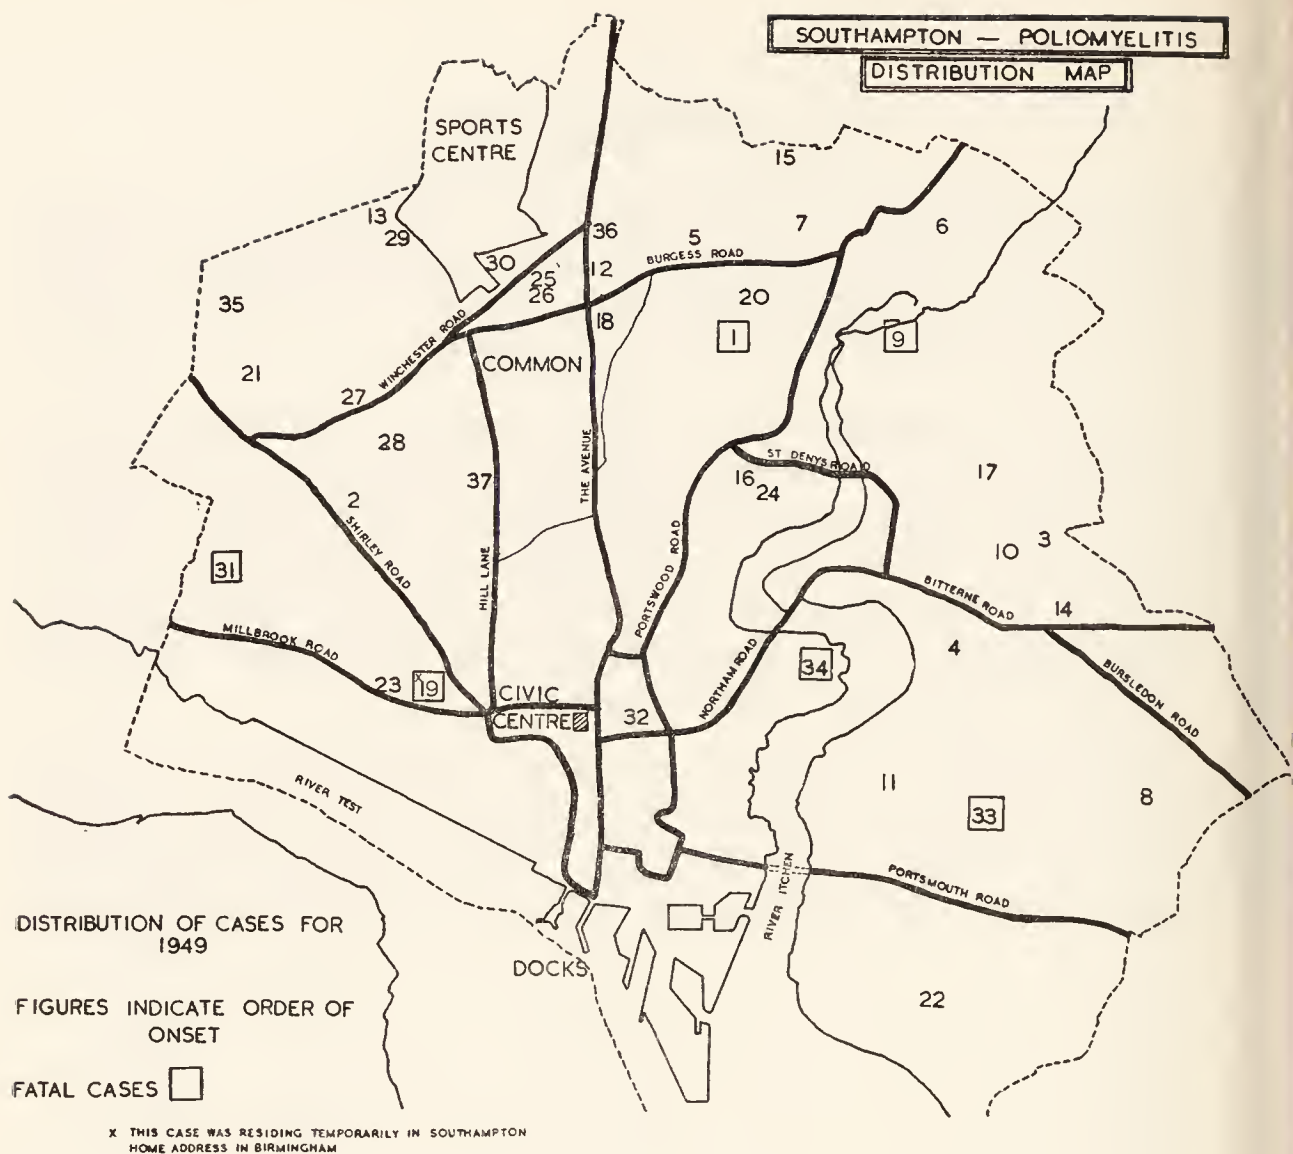 SOUTHAMPTON — POLIOMYELITIS
DISTRIBUTION MAP
SPORTS
CENTRE
15
13
29
36
5
7
6
30
BURGESS ROAD
25
26
12
35
20
18
1
9
WINCHESTER ROAD
COMMON
21
27
28
THE AVENUE
ST DENYS ROAD
37
16
24
17
2
SHIRLEY ROAD
10
3
31
HILL LANE
PORTSWOOD ROAD
BITTERNE ROAD
14
MILLBROOK ROAD
4
34
BURSLEDON ROAD
23
X 19
CIVIC
CENTRE
32
NORTHAM ROAD
RIVER TEST
11
33
8
PORTSMOUTH ROAD
RIVER ITCHEN
DOCKS
22
DISTRIBUTION OF CASES FOR
1949
FIGURES INDICATE ORDER OF
ONSET
FATAL CASES
X THIS CASE WAS RESIDING TEMPORARILY IN SOUTHAMPTON
HOME ADDRESS IN BIRMINGHAM